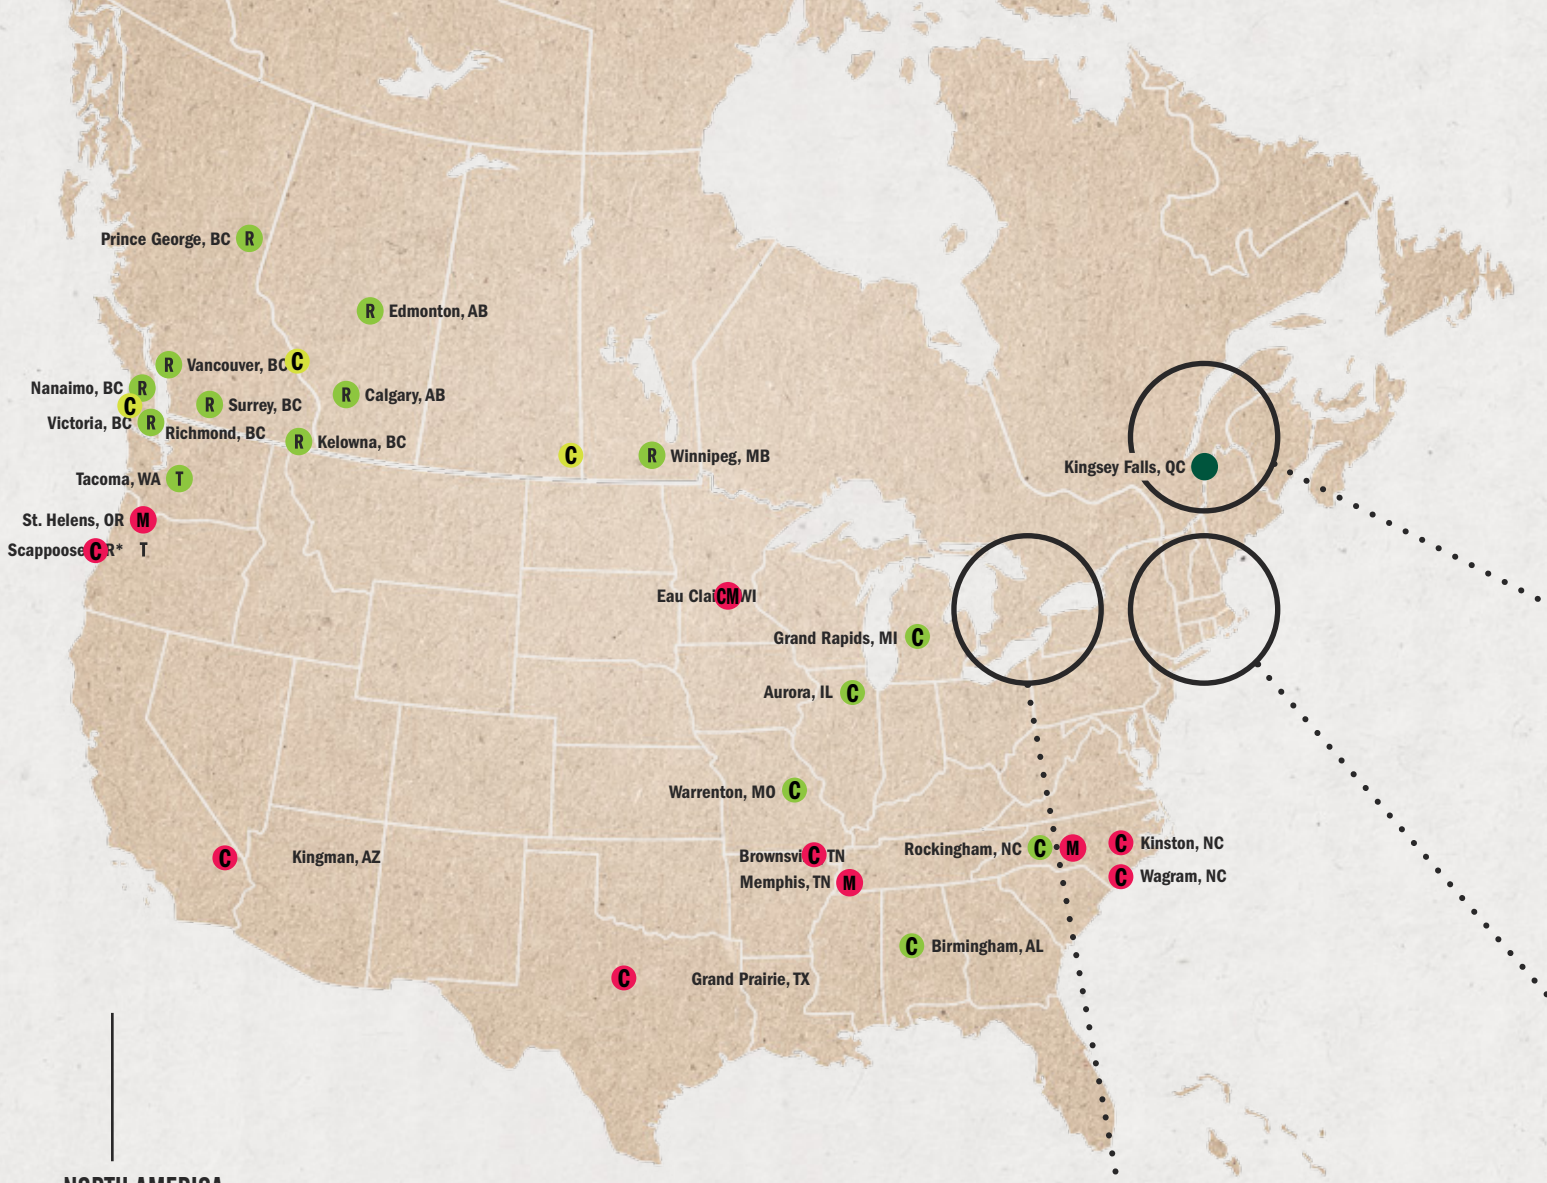 Prince George, BC R
R Edmonton, AB
R Vancouver, BC C
Nanaimo, BC R
C
R Surrey, BC
R Calgary, AB
Victoria, BC R
Richmond, BC
R Kelowna, BC
C
R Winnipeg, MB
Kingsey Falls, QC
Tacoma, WA T
St. Helens, OR M
Scappoose C R* T
Eau Clai CM WI
Grand Rapids, MI C
Aurora, IL C
Warrenton, MO C
Rockingham, NC C M
C Kinston, NC
C Kingman, AZ
Brownsvi C TN
Memphis, TN M
C Wagram, NC
C Birmingham, AL
C Grand Prairie, TX
NORTH AMERICA